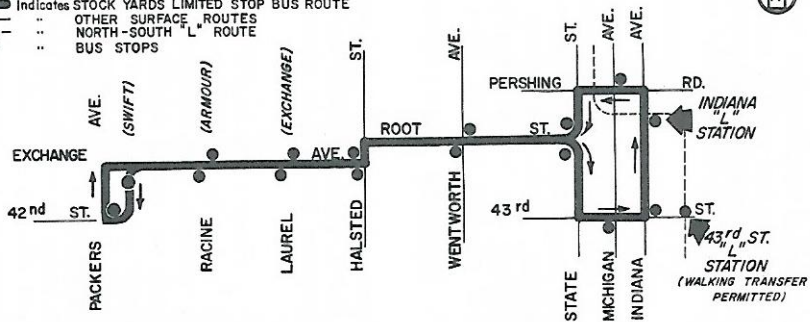 Indicates STOCK YARDS LIMITED STOP BUS ROUTE
" OTHER SURFACE ROUTES
" NORTH-SOUTH "L" ROUTE
" BUS STOPS
AVE.
(SWIFT)
(ARMOUR)
(EXCHANGE)
ST.
AVE.
ST.
AVE.
AVE.
PERSHING RD.
INDIANA
"L"
STATION
EXCHANGE AVE.
ROOT ST.
42nd ST.
43rd ST.
PACKERS
RACINE
LAUREL
HALSTED
WENTWORTH
STATE
MICHIGAN
INDIANA
43rd ST.
"L"
STATION
(WALKING TRANSFER
PERMITTED)